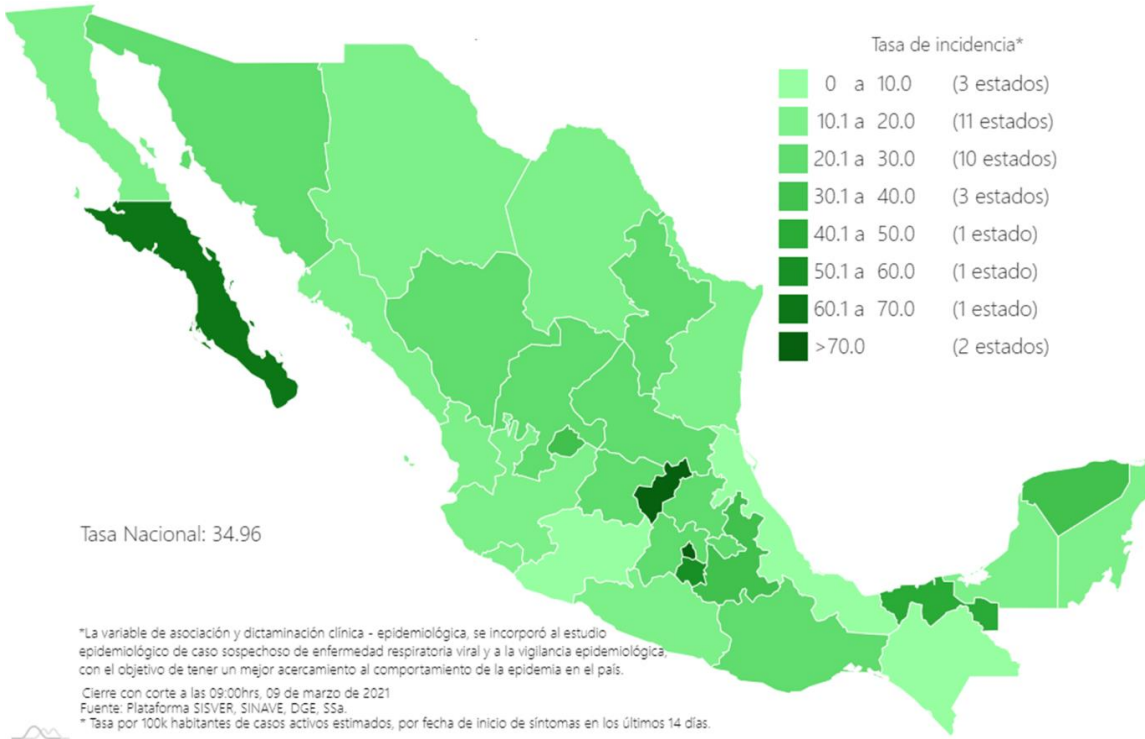 Tasa de incidencia*
0 a 10.0 (3 estados)
10.1 a 20.0 (11 estados)
20.1 a 30.0 (10 estados)
30.1 a 40.0 (3 estados)
40.1 a 50.0 (1 estado)
50.1 a 60.0 (1 estado)
60.1 a 70.0 (1 estado)
>70.0 (2 estados)
Tasa Nacional: 34.96
*La variable de asociación y dictaminación clínica - epidemiológica, se incorporó al estudio
epidemiológico de caso sospechoso de enfermedad respiratoria viral y a la vigilancia epidemiológica,
con el objetivo de tener un mejor acercamiento al comportamiento de la epidemia en el país.
Cierre con corte a las 09:00hrs, 09 de marzo de 2021
Fuente: Plataforma SISVER, SINAVE, DGE, SSa.
* Tasa por 100k habitantes de casos activos estimados, por fecha de inicio de síntomas en los últimos 14 días.